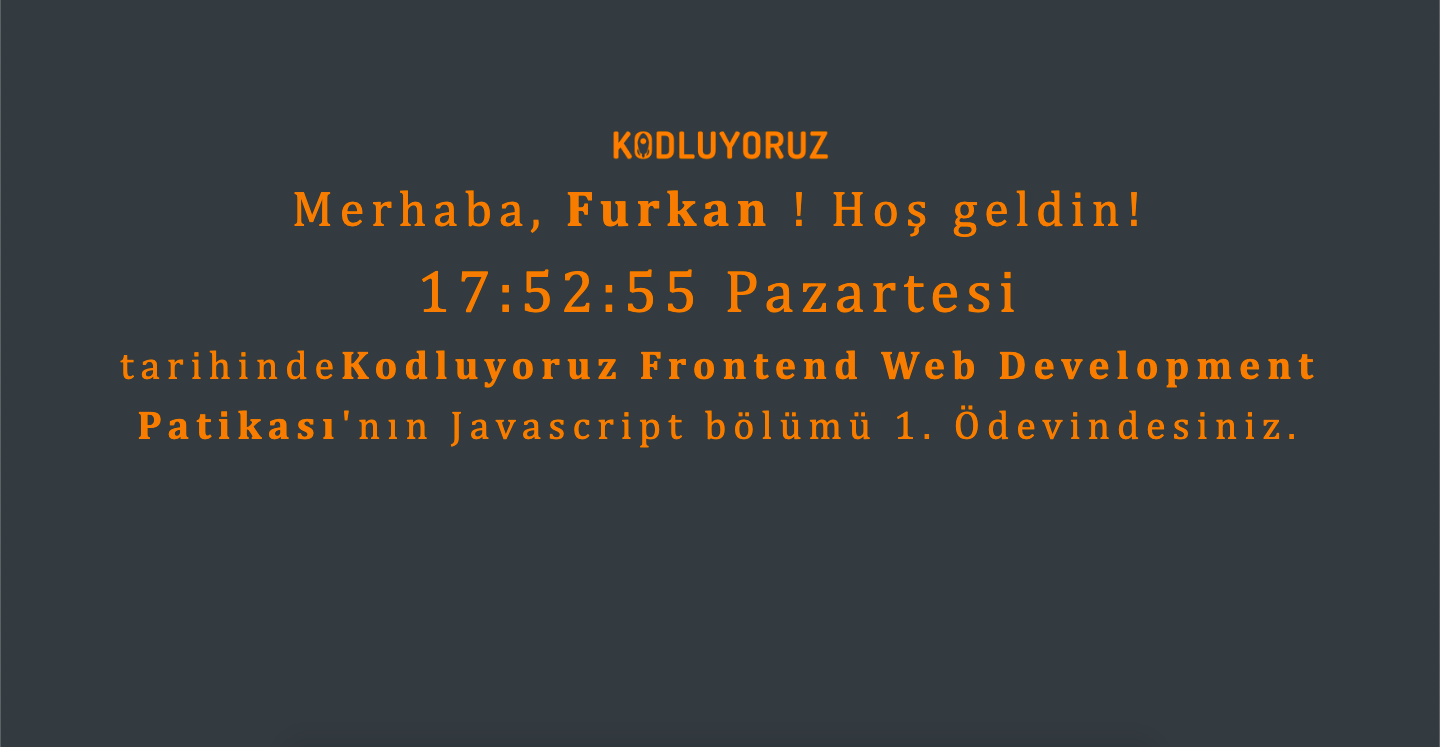 KODLUYORUZ
Merhaba, Furkan ! Hoş geldin!
17:52:55 Pazartesi
tarihindeKodluyoruz Frontend Web Development
Patikası'nın Javascript bölümü 1. Ödevindesiniz.